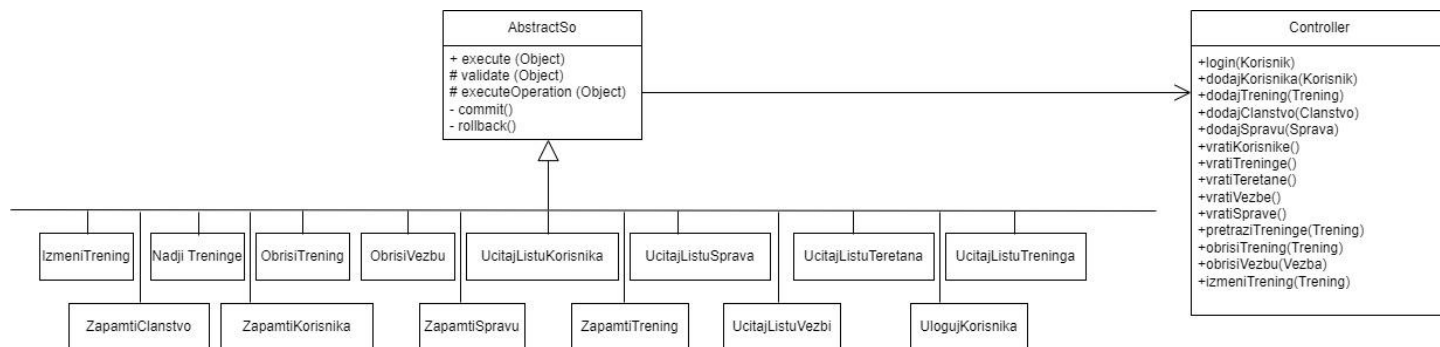 AbstractSo
+ execute (Object)
# validate (Object)
# executeOperation (Object)
- commit()
- rollback()
Controller
+login(Korisnik)
+dodajKorisnika(Korisnik)
+dodajTrening(Trening)
+dodajClanstvo(Clanstvo)
+dodajSpravu(Sprava)
+vratiKorisnike()
+vratiTreninge()
+vratiTeretane()
+vratiVezbe()
+vratiSprave()
+pretraziTreninge(Trening)
+obrisiTrening(Trening)
+obrisiVezbu(Vezba)
+izmeniTrening(Trening)
IzmeniTrening
Nadji Treninge
ObrisiTrening
ObrisiVezbu
UcitajListuKorisnika
UcitajListuSprava
UcitajListuTeretana
UcitajListuTreninga
ZapamtiClanstvo
ZapamtiKorisnika
ZapamtiSpravu
ZapamtiTrening
UcitajListuVezbi
UlogujKorisnika